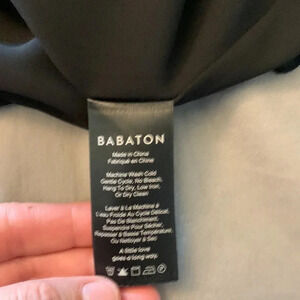 BABATON
Made in China
Fabriqué en Chine
Machine Wash Cold
Gentle Cycle, No Bleach,
Hang To Dry, Low Iron,
Or Dry Clean
Laver À La Machine À
L'eau Froide Au Cycle Délicat,
Pas De Blanchiment,
Suspendre Pour Sécher,
Repasser À Basse Température,
Ou Nettoyer À Sec
A little love
goes a long way.